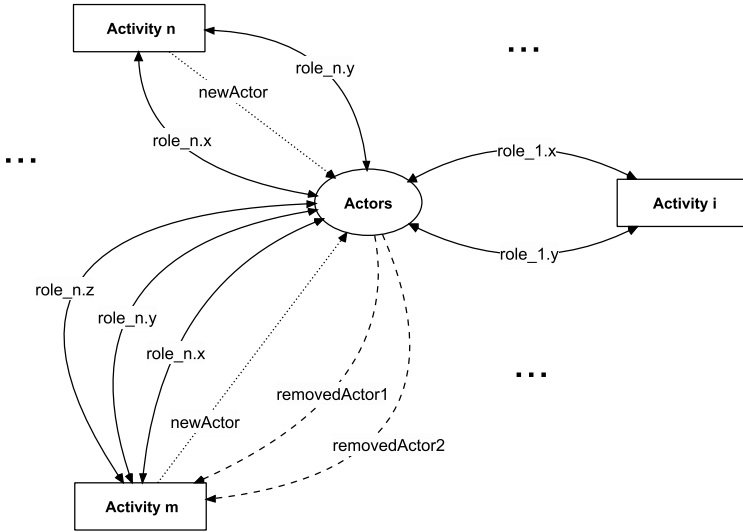 Activity n
...
role_n.y
newActor
role_n.x
role_1.x
...
Actors
Activity i
role_1.y
role_n.z
role_n.y
role_n.x
...
removedActor1
newActor
removedActor2
Activity m